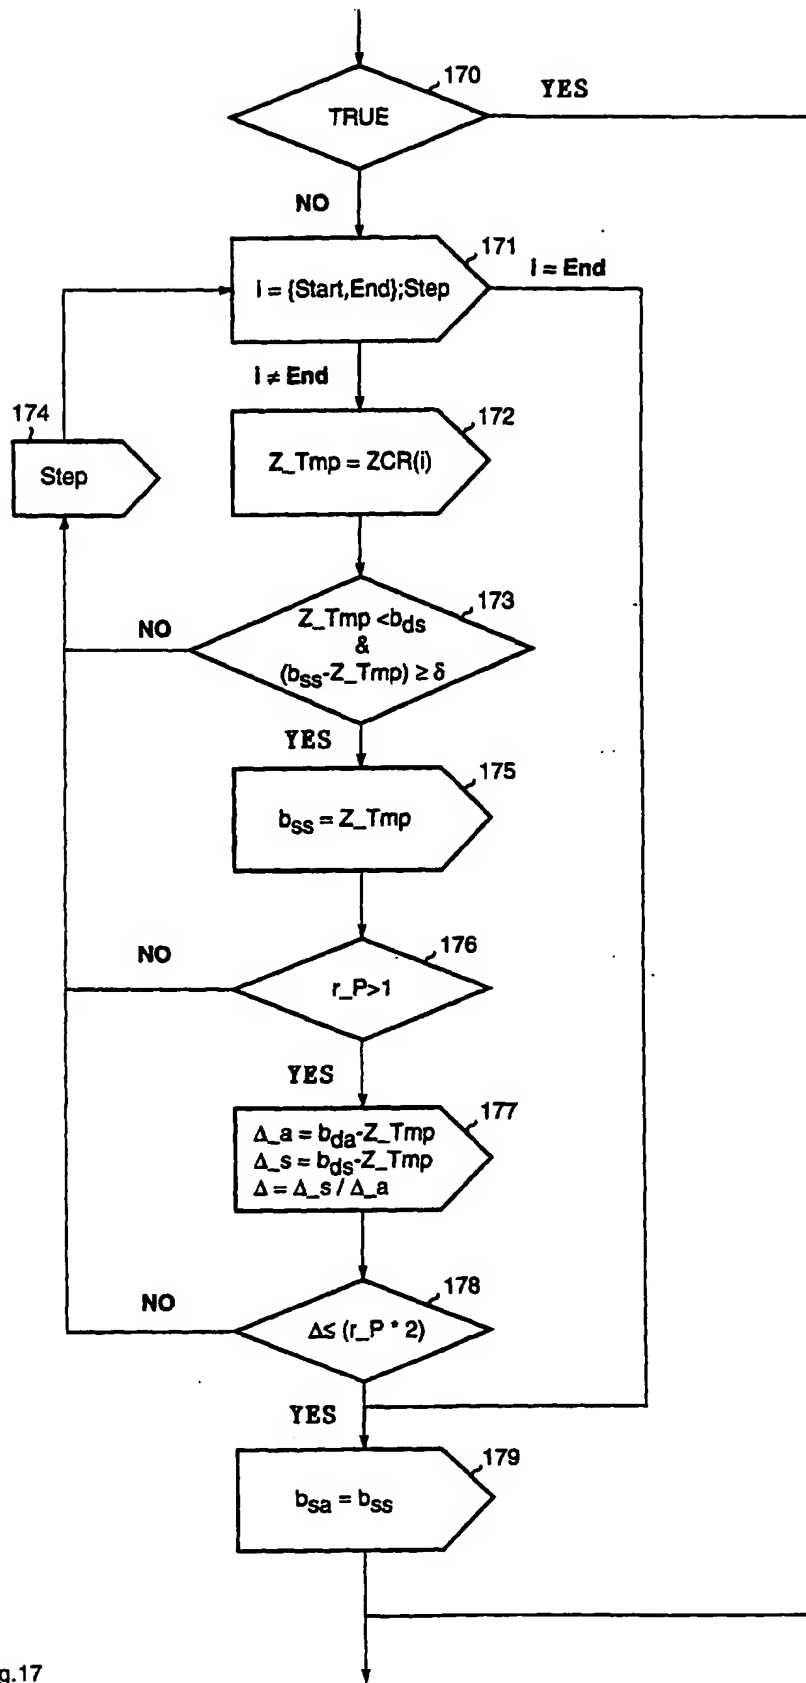 170
YES
TRUE
NO
171
i = End
i = {Start,End};Step
i ≠ End
174
172
Step
Z_Tmp = ZCR(i)
173
NO
Z_Tmp <b_ds
&
(b_ss-Z_Tmp) ≥ δ
YES
175
b_ss = Z_Tmp
176
NO
r_P>1
YES
177
Δ_a = b_da-Z_Tmp
Δ_s = b_ds-Z_Tmp
Δ = Δ_s / Δ_a
178
NO
Δ≤ (r_P * 2)
YES
179
b_sa = b_ss
g.17